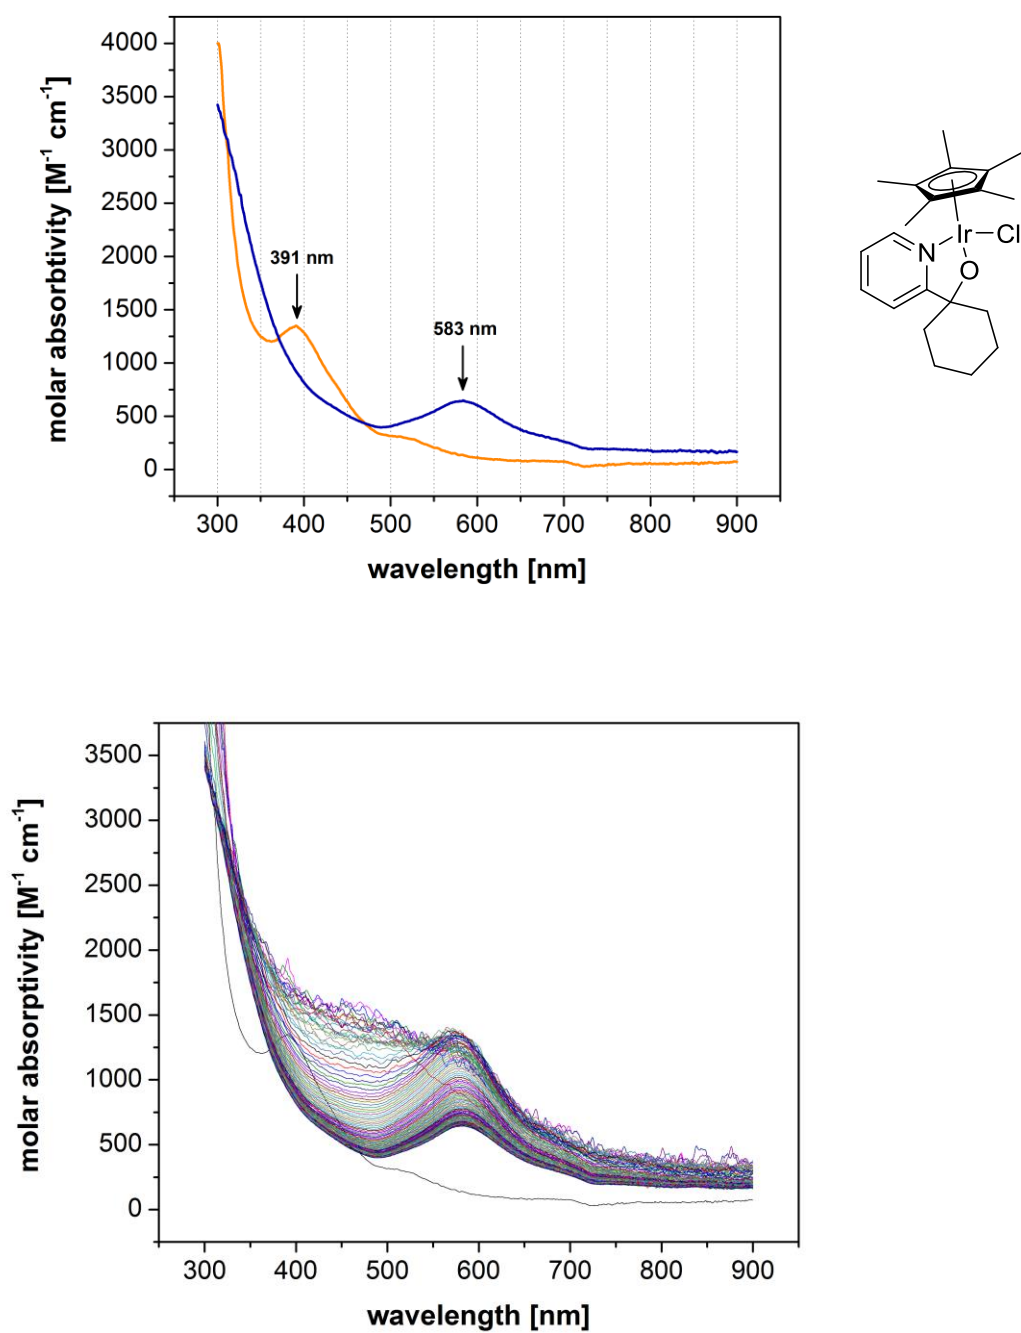 4000
3500
3000
2500
2000
1500
1000
500
0
molar absorbtivity [M⁻¹ cm⁻¹]
391 nm
583 nm
300 400 500 600 700 800 900
wavelength [nm]
Ir
Cl
N
O
3500
3000
2500
2000
1500
1000
500
0
molar absorptivity [M⁻¹ cm⁻¹]
300 400 500 600 700 800 900
wavelength [nm]